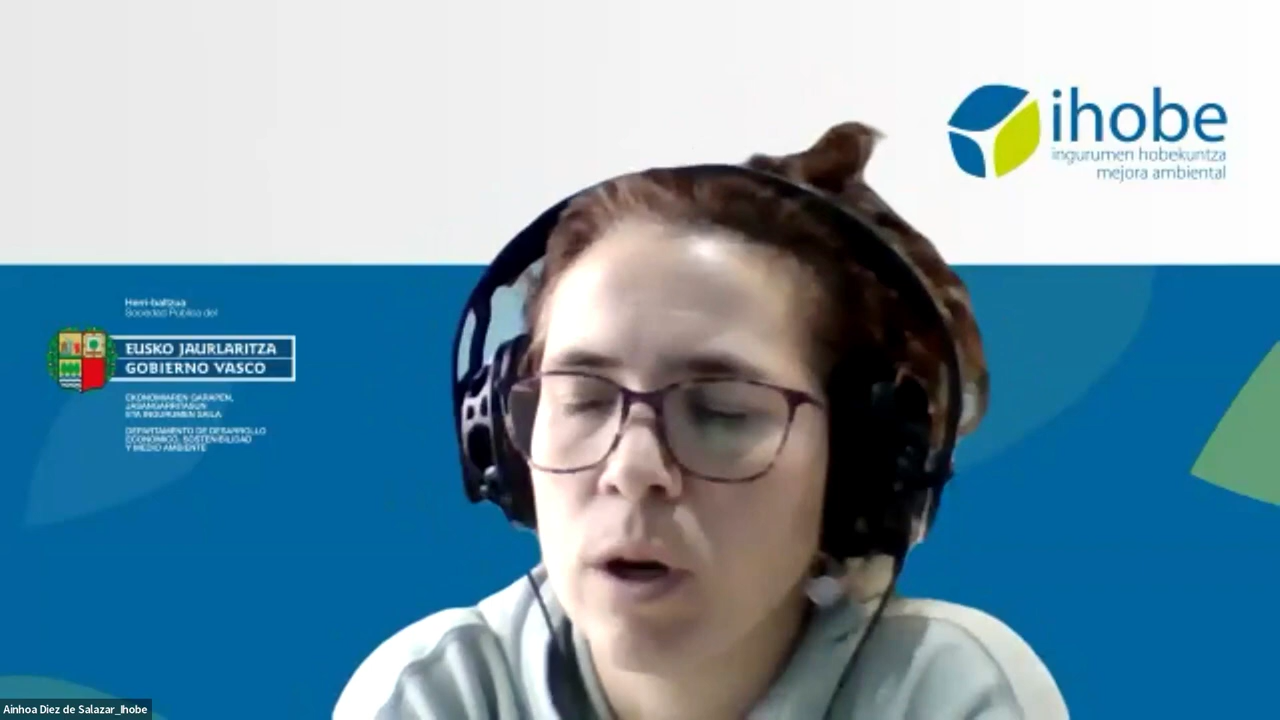 ihobe
ingurumen hobekuntza
mejora ambiental
Herri-baltzua
Sociedad Pública del
EUSKO JAURLARITZA
GOBIERNO VASCO
EKONOMIAREN GARAPEN,
JASANGARRITASUN
ETA INGURUMEN SAILA
DEPARTAMENTO DE DESARROLLO
ECONÓMICO, SOSTENIBILIDAD
Y MEDIO AMBIENTE
Ainhoa Diez de Salazar_Ihobe